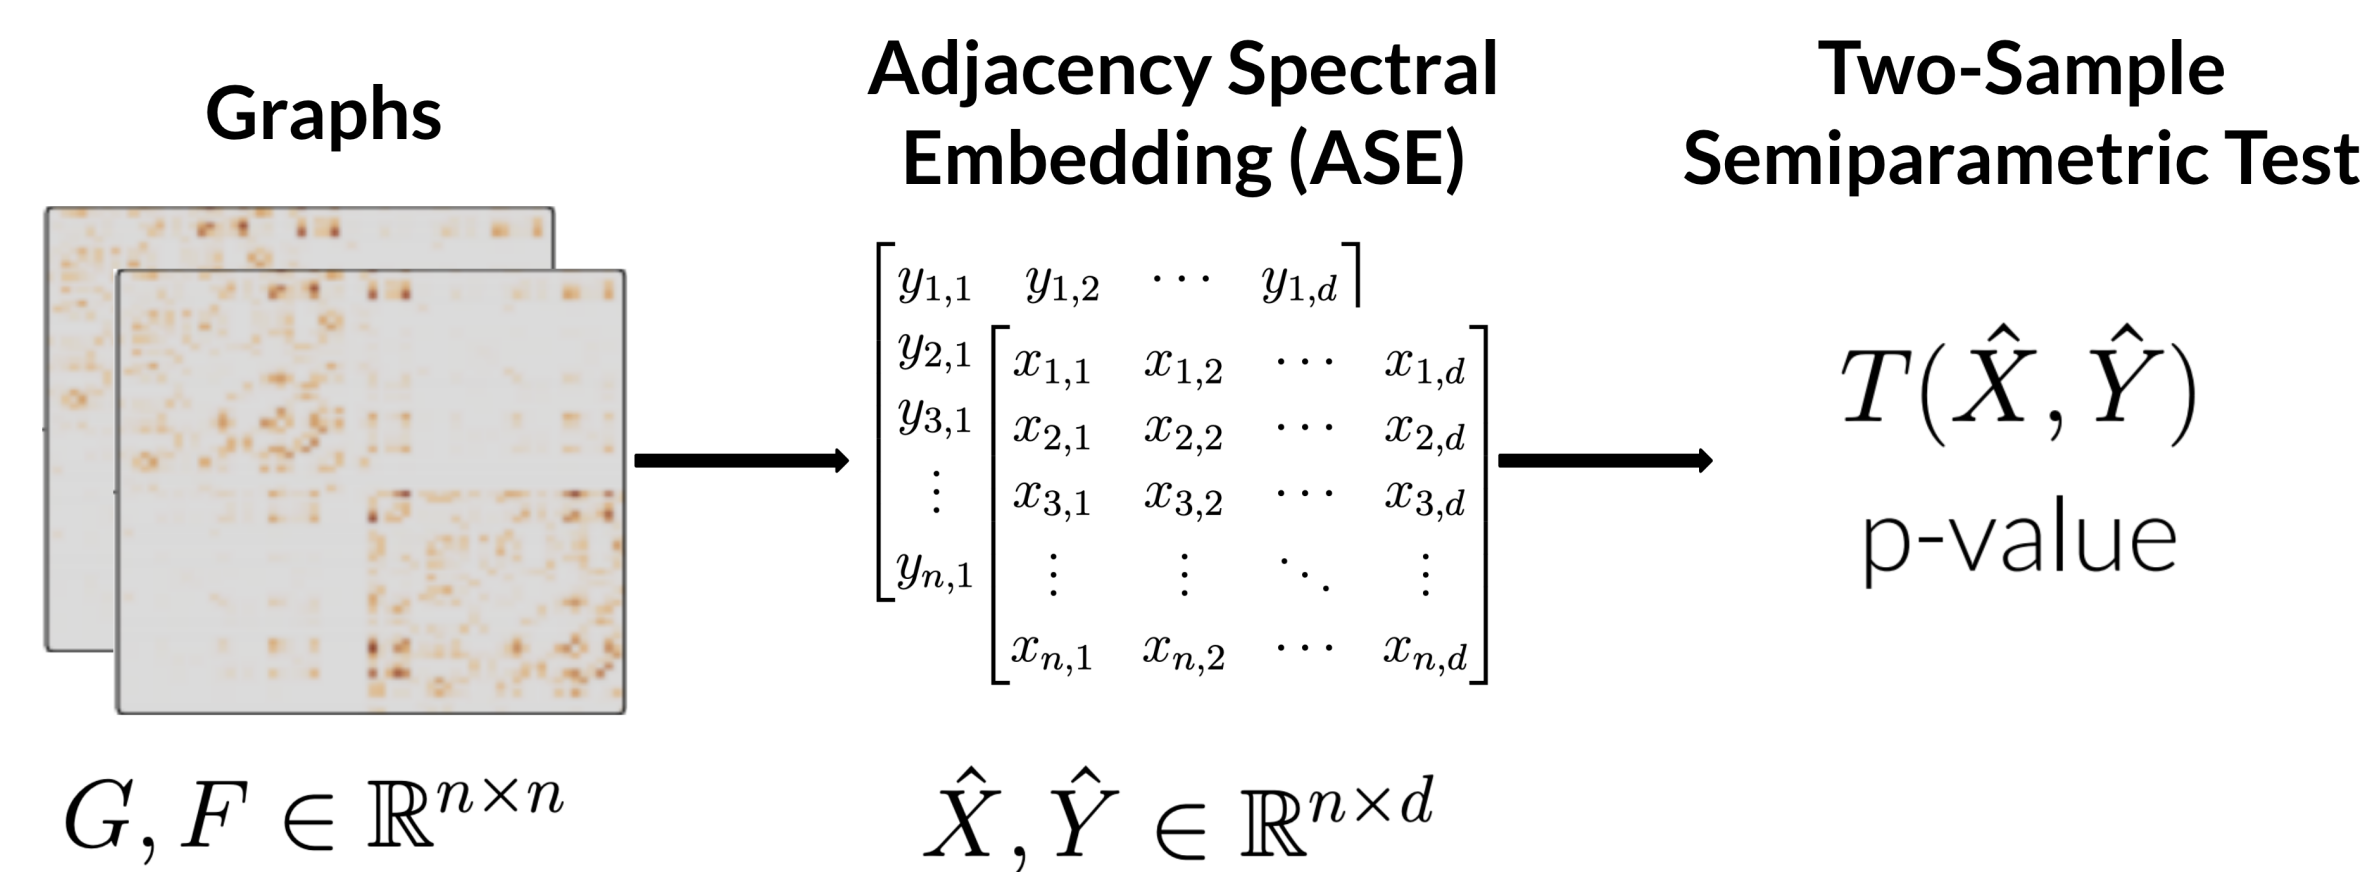 Graphs
Adjacency Spectral
Embedding (ASE)
Two-Sample
Semiparametric Test
y₁,₁ y₁,₂ ⋯ y₁,d
y₂,₁
y₃,₁
⋮
yₙ,₁
x₁,₁ x₁,₂ ⋯ x₁,d
x₂,₁ x₂,₂ ⋯ x₂,d
x₃,₁ x₃,₂ ⋯ x₃,d
⋮ ⋮ ⋱ ⋮
xₙ,₁ xₙ,₂ ⋯ xₙ,d
T(X̂, Ŷ)
p-value
G, F ∈ ℝⁿˣⁿ
X̂, Ŷ ∈ ℝⁿˣᵈ